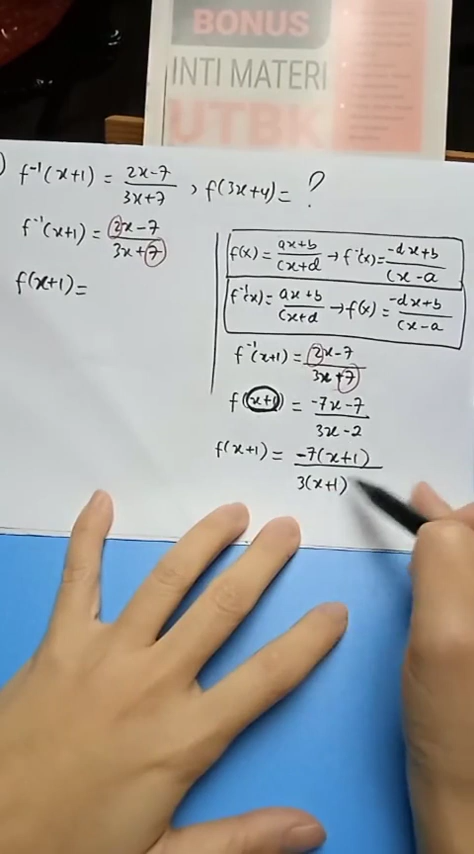 BONUS
INTI MATERI
UTBK
) f⁻¹(x+1) = 2x-7/3x+7 , f(3x+4) = ?
f⁻¹(x+1) = 2x-7/3x+7
f(x+1) =
f(x) = ax+b/cx+d → f⁻¹(x) = -dx+b/cx-a
f⁻¹(x) = ax+b/cx+d → f(x) = -dx+b/cx-a
f⁻¹(x+1) = 2x-7/3x+7
f(x+1) = -7x-7/3x-2
f(x+1) = -7(x+1)/3(x+1)